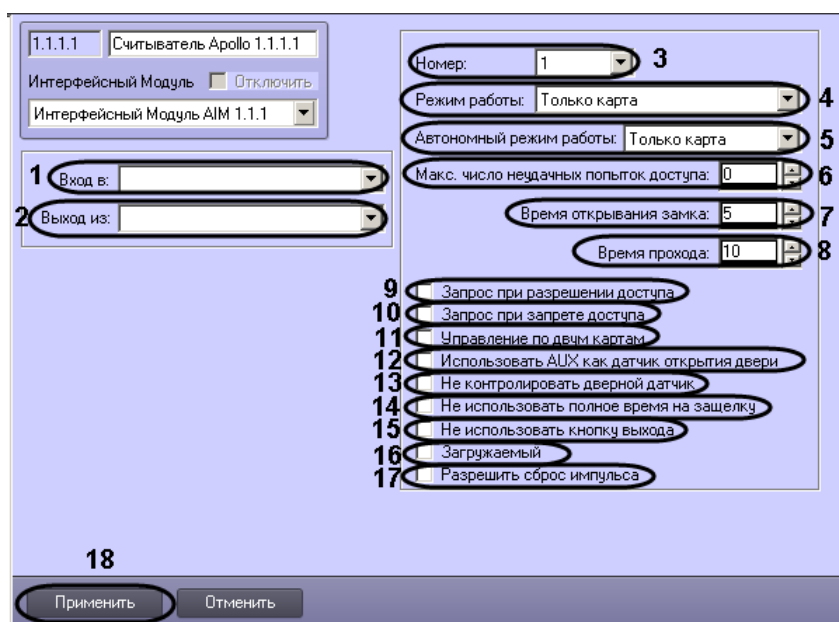 1.1.1.1 Считыватель Apollo 1.1.1.1
Интерфейсный Модуль Отключить
Интерфейсный Модуль AIM 1.1.1
1 Вход в:
2 Выход из:
Номер: 1 3
Режим работы: Только карта 4
Автономный режим работы: Только карта 5
Макс. число неудачных попыток доступа: 0 6
Время открывания замка: 5 7
Время прохода: 10 8
9 Запрос при разрешении доступа
10 Запрос при запрете доступа
11 Управление по двум картам
12 Использовать AUX как датчик открытия двери
13 Не контролировать дверной датчик
14 Не использовать полное время на защелку
15 Не использовать кнопку выхода
16 Загружаемый
17 Разрешить сброс импульса
18
Применить Отменить